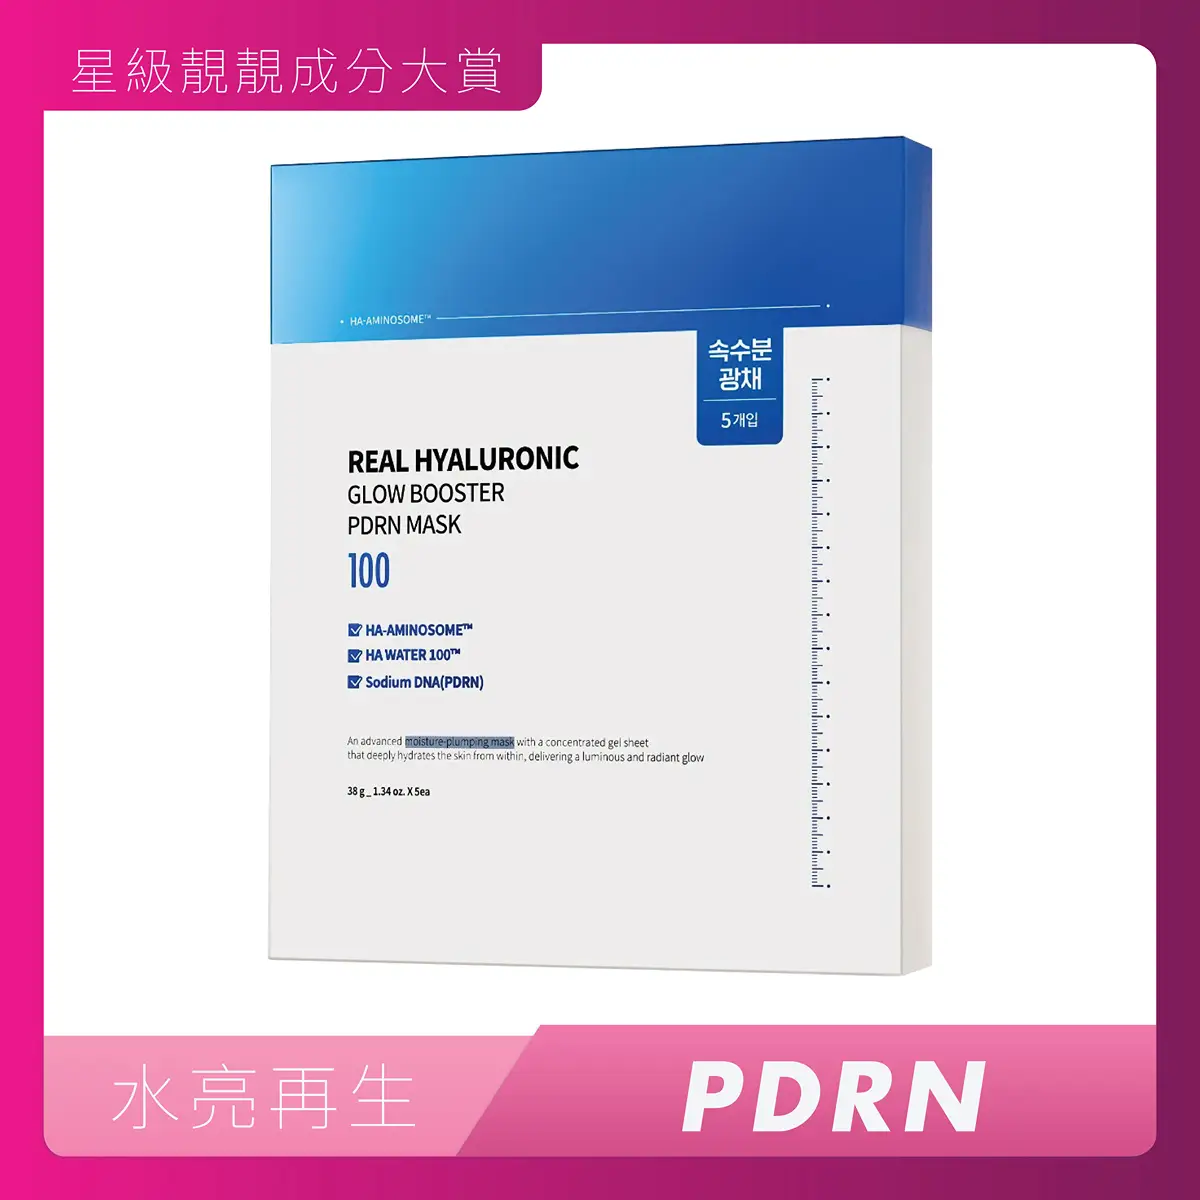 星級靚靚成分大賞
HA-AMINOSOME™
속수분
광채
5개입
REAL HYALURONIC
GLOW BOOSTER
PDRN MASK
100
HA-AMINOSOME™
HA WATER 100™
Sodium DNA(PDRN)
An advanced moisture-plumping mask with a concentrated gel sheet
that deeply hydrates the skin from within, delivering a luminous and radiant glow
38 g _ 1.34 oz. X 5ea
水亮再生
PDRN